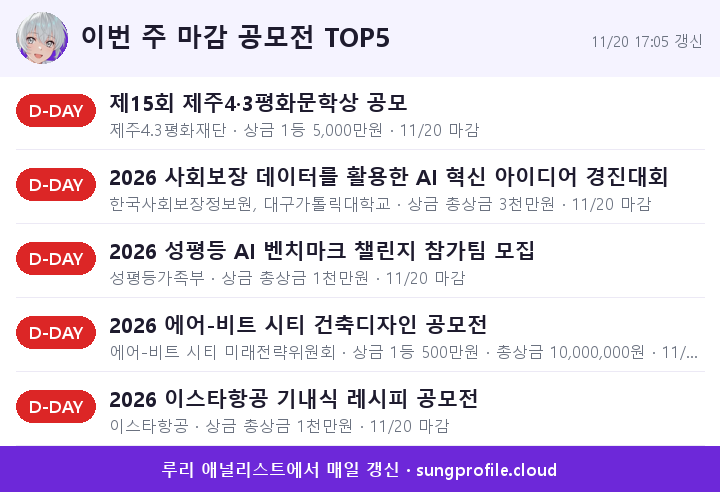 이번 주 마감 공모전 TOP5
11/20 17:05 갱신
D-DAY
제15회 제주4·3평화문학상 공모
제주4.3평화재단 · 상금 1등 5,000만원 · 11/20 마감
D-DAY
2026 사회보장 데이터를 활용한 AI 혁신 아이디어 경진대회
한국사회보장정보원, 대구가톨릭대학교 · 상금 총상금 3천만원 · 11/20 마감
D-DAY
2026 성평등 AI 벤치마크 챌린지 참가팀 모집
성평등가족부 · 상금 총상금 1천만원 · 11/20 마감
D-DAY
2026 에어-비트 시티 건축디자인 공모전
에어-비트 시티 미래전략위원회 · 상금 1등 500만원 · 총상금 10,000,000원 · 11/...
D-DAY
2026 이스타항공 기내식 레시피 공모전
이스타항공 · 상금 총상금 1천만원 · 11/20 마감
루리 애널리스트에서 매일 갱신 · sungprofile.cloud